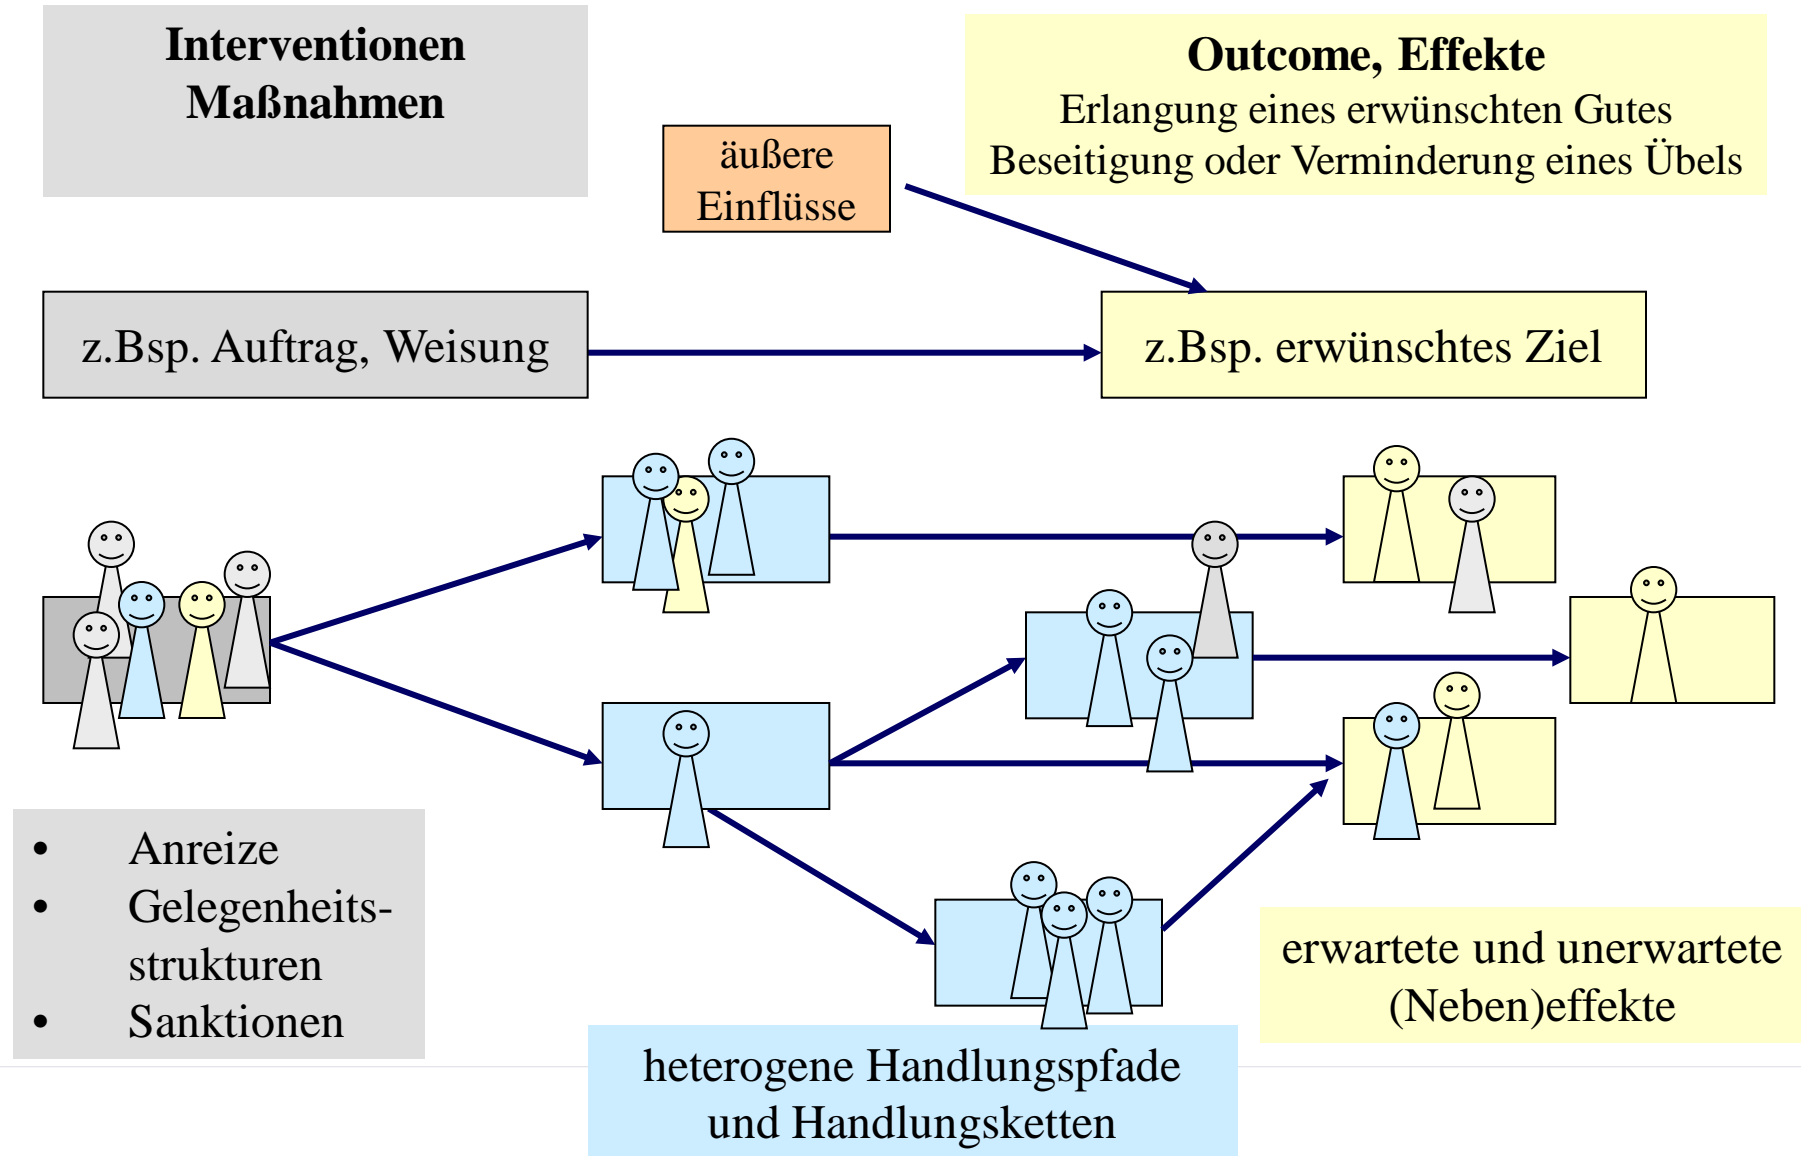 Interventionen
Maßnahmen
Outcome, Effekte
Erlangung eines erwünschten Gutes
Beseitigung oder Verminderung eines Übels
äußere
Einflüsse
z.Bsp. Auftrag, Weisung
z.Bsp. erwünschtes Ziel
• Anreize
• Gelegenheits-
strukturen
• Sanktionen
erwartete und unerwartete
(Neben)effekte
heterogene Handlungspfade
und Handlungsketten